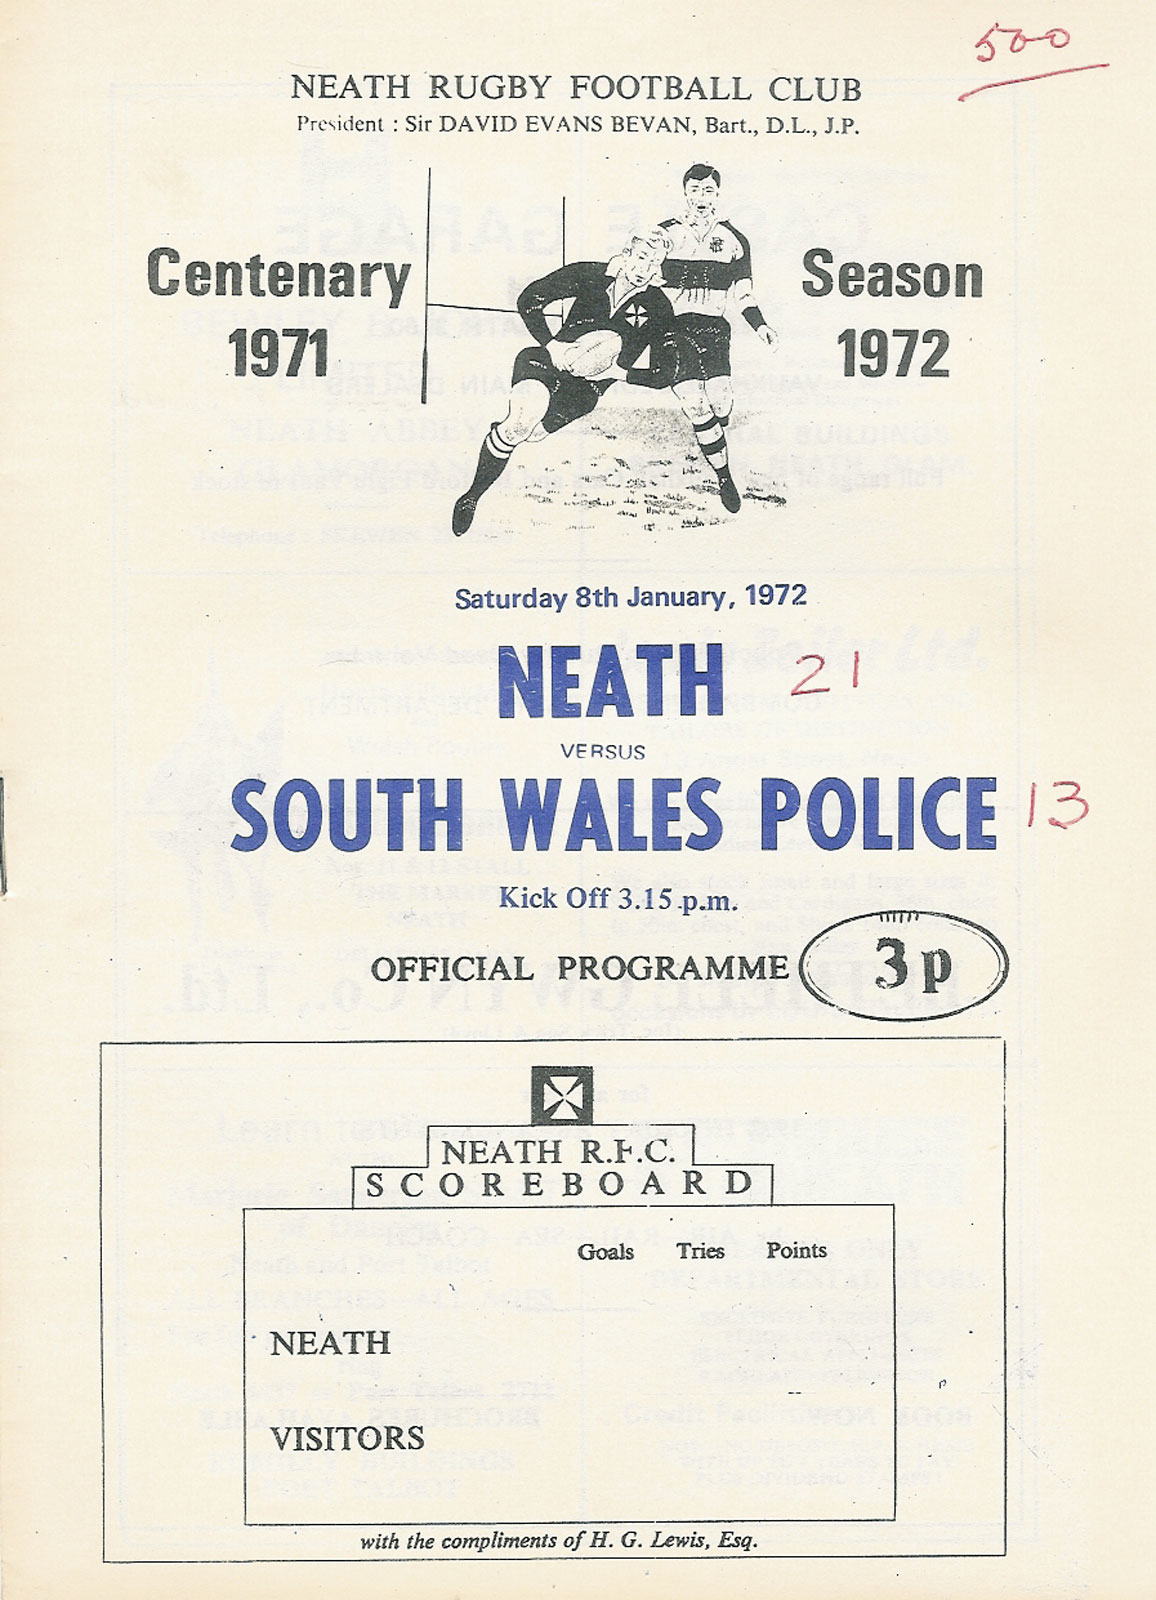 500
NEATH RUGBY FOOTBALL CLUB
President : Sir DAVID EVANS BEVAN, Bart., D.L., J.P.
Centenary Season
1971 1972
Saturday 8th January, 1972
NEATH 21
VERSUS
SOUTH WALES POLICE 13
Kick Off 3.15 p.m.
OFFICIAL PROGRAMME 3p
NEATH R.F.C.
SCOREBOARD
Goals Tries Points
NEATH
VISITORS
with the compliments of H. G. Lewis, Esq.